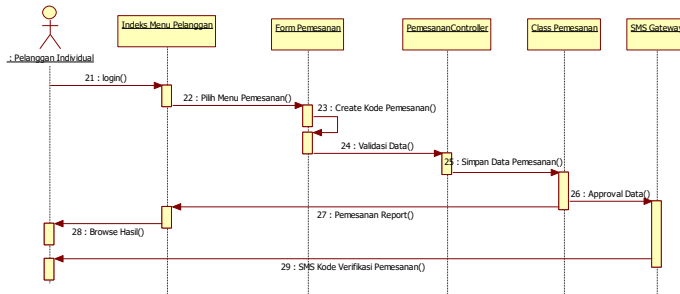 Indeks Menu Pelanggan
Form Pemesanan
PemesananController
Class Pemesanan
SMS Gateway
: Pelanggan Individual
21 : login()
22 : Pilih Menu Pemesanan()
23 : Create Kode Pemesanan()
24 : Validasi Data()
25 : Simpan Data Pemesanan()
26 : Approval Data()
27 : Pemesanan Report()
28 : Browse Hasil()
29 : SMS Kode Verifikasi Pemesanan()